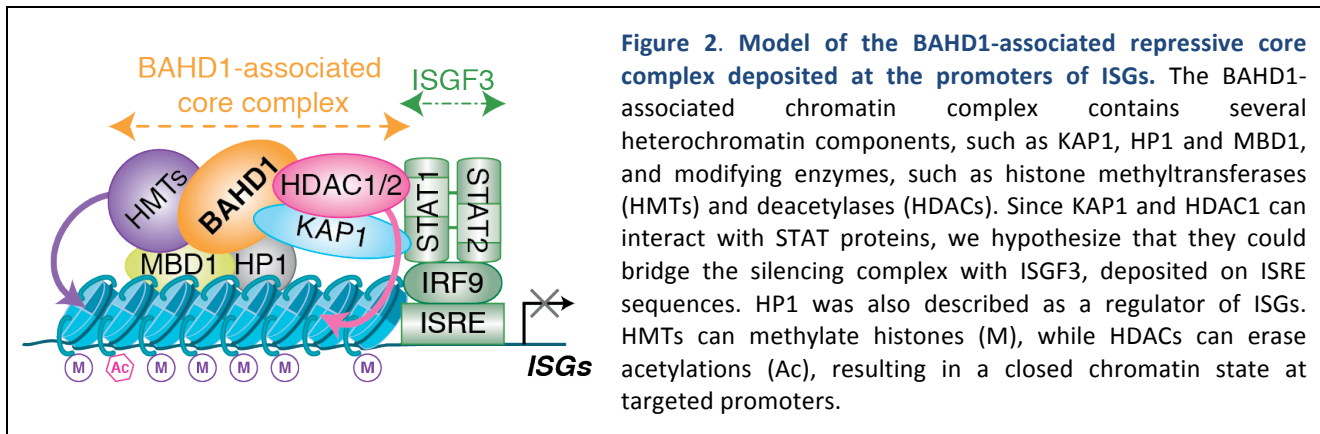 BAHD1-associated
core complex
ISGF3
HMTs
BAHD1
HDAC1/2
KAP1
STAT1
STAT2
MBD1
HP1
IRF9
ISRE
M
Ac
M
M
M
M
M
ISGs
Figure 2. Model of the BAHD1-associated repressive core
complex deposited at the promoters of ISGs. The BAHD1-
associated chromatin complex contains several
heterochromatin components, such as KAP1, HP1 and MBD1,
and modifying enzymes, such as histone methyltransferases
(HMTs) and deacetylases (HDACs). Since KAP1 and HDAC1 can
interact with STAT proteins, we hypothesize that they could
bridge the silencing complex with ISGF3, deposited on ISRE
sequences. HP1 was also described as a regulator of ISGs.
HMTs can methylate histones (M), while HDACs can erase
acetylations (Ac), resulting in a closed chromatin state at
targeted promoters.